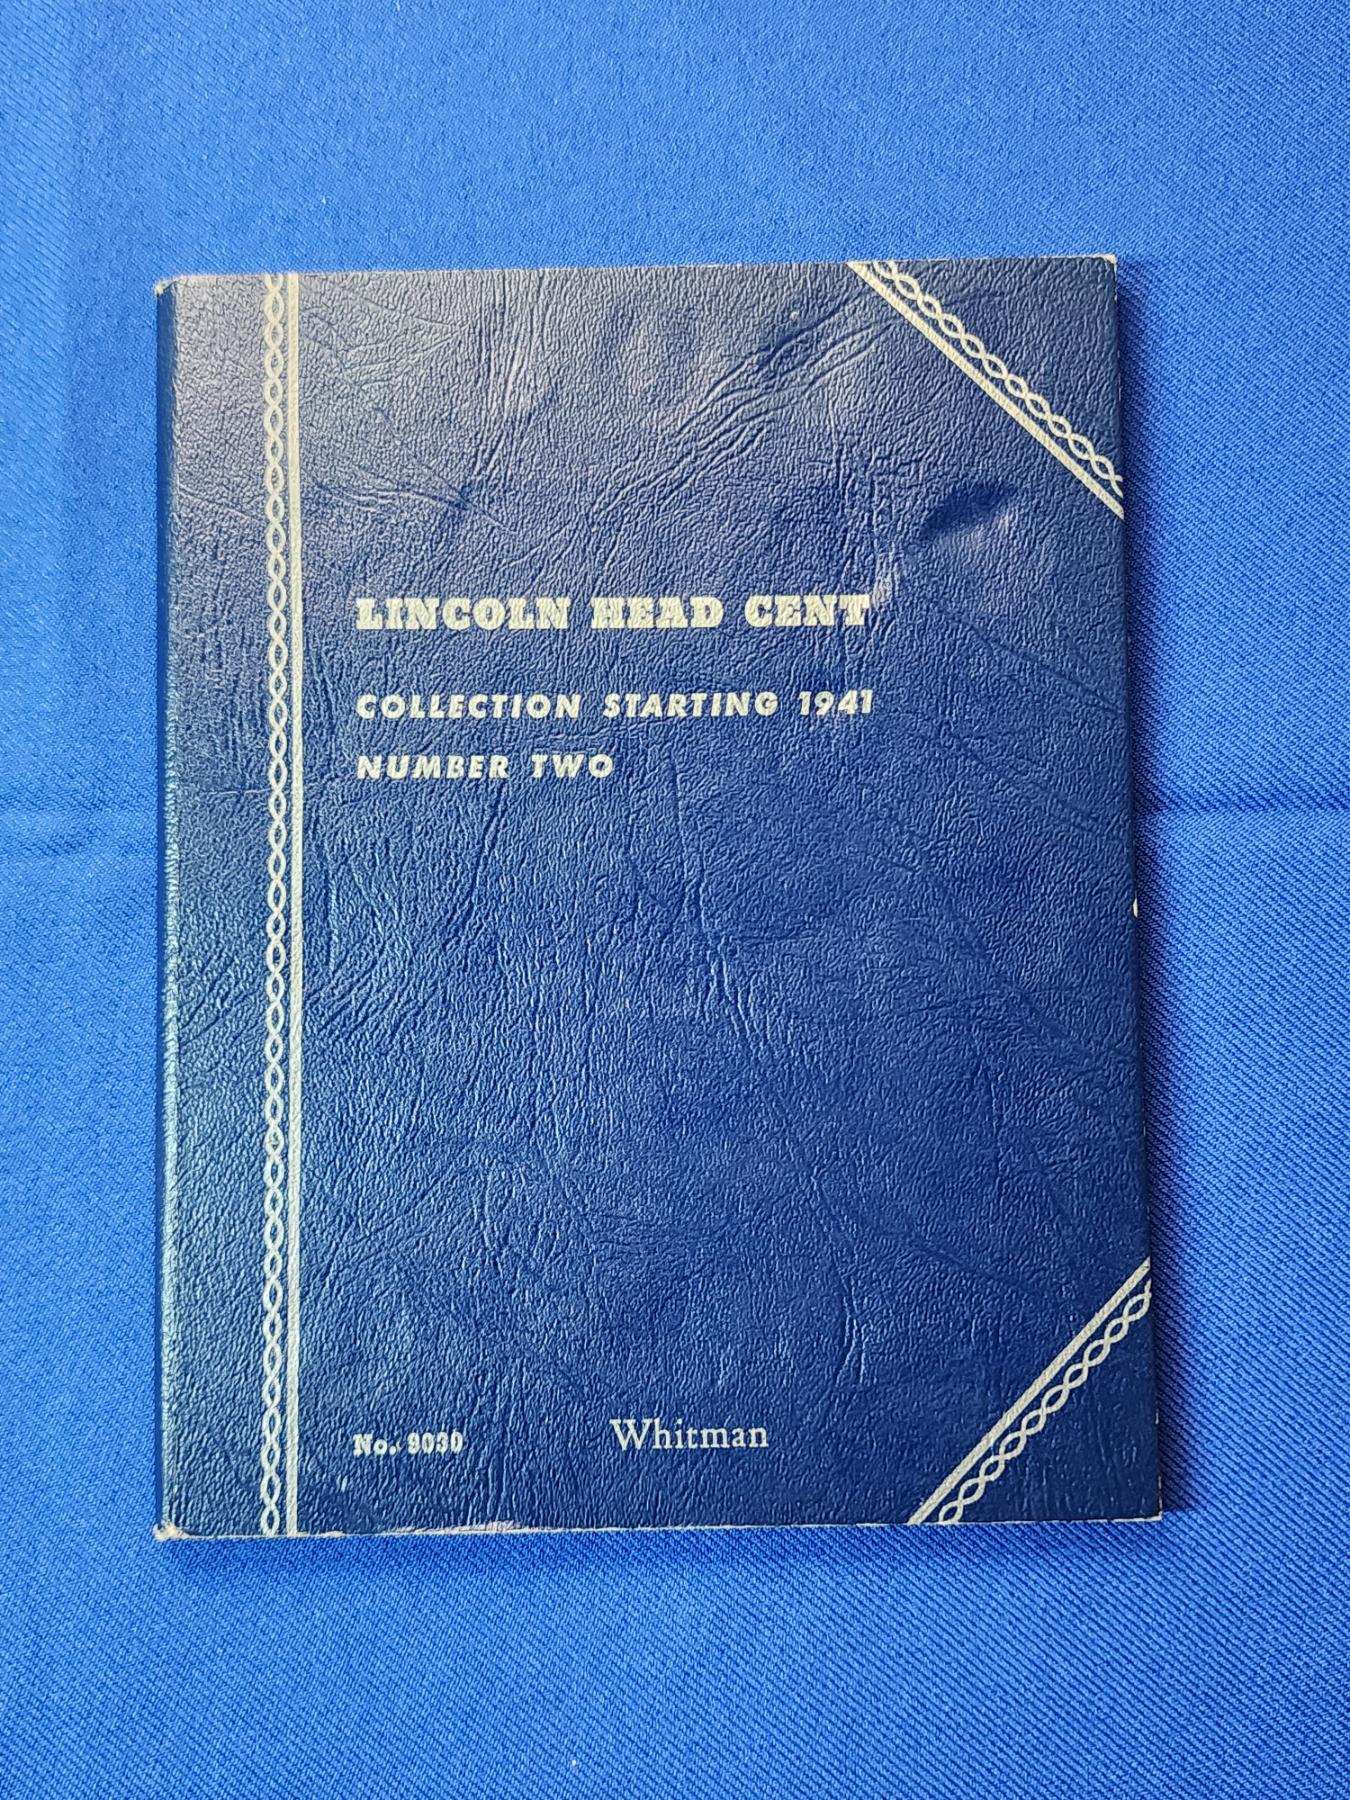 LINCOLN HEAD CENT
COLLECTION STARTING 1941
NUMBER TWO
No. 9030
Whitman